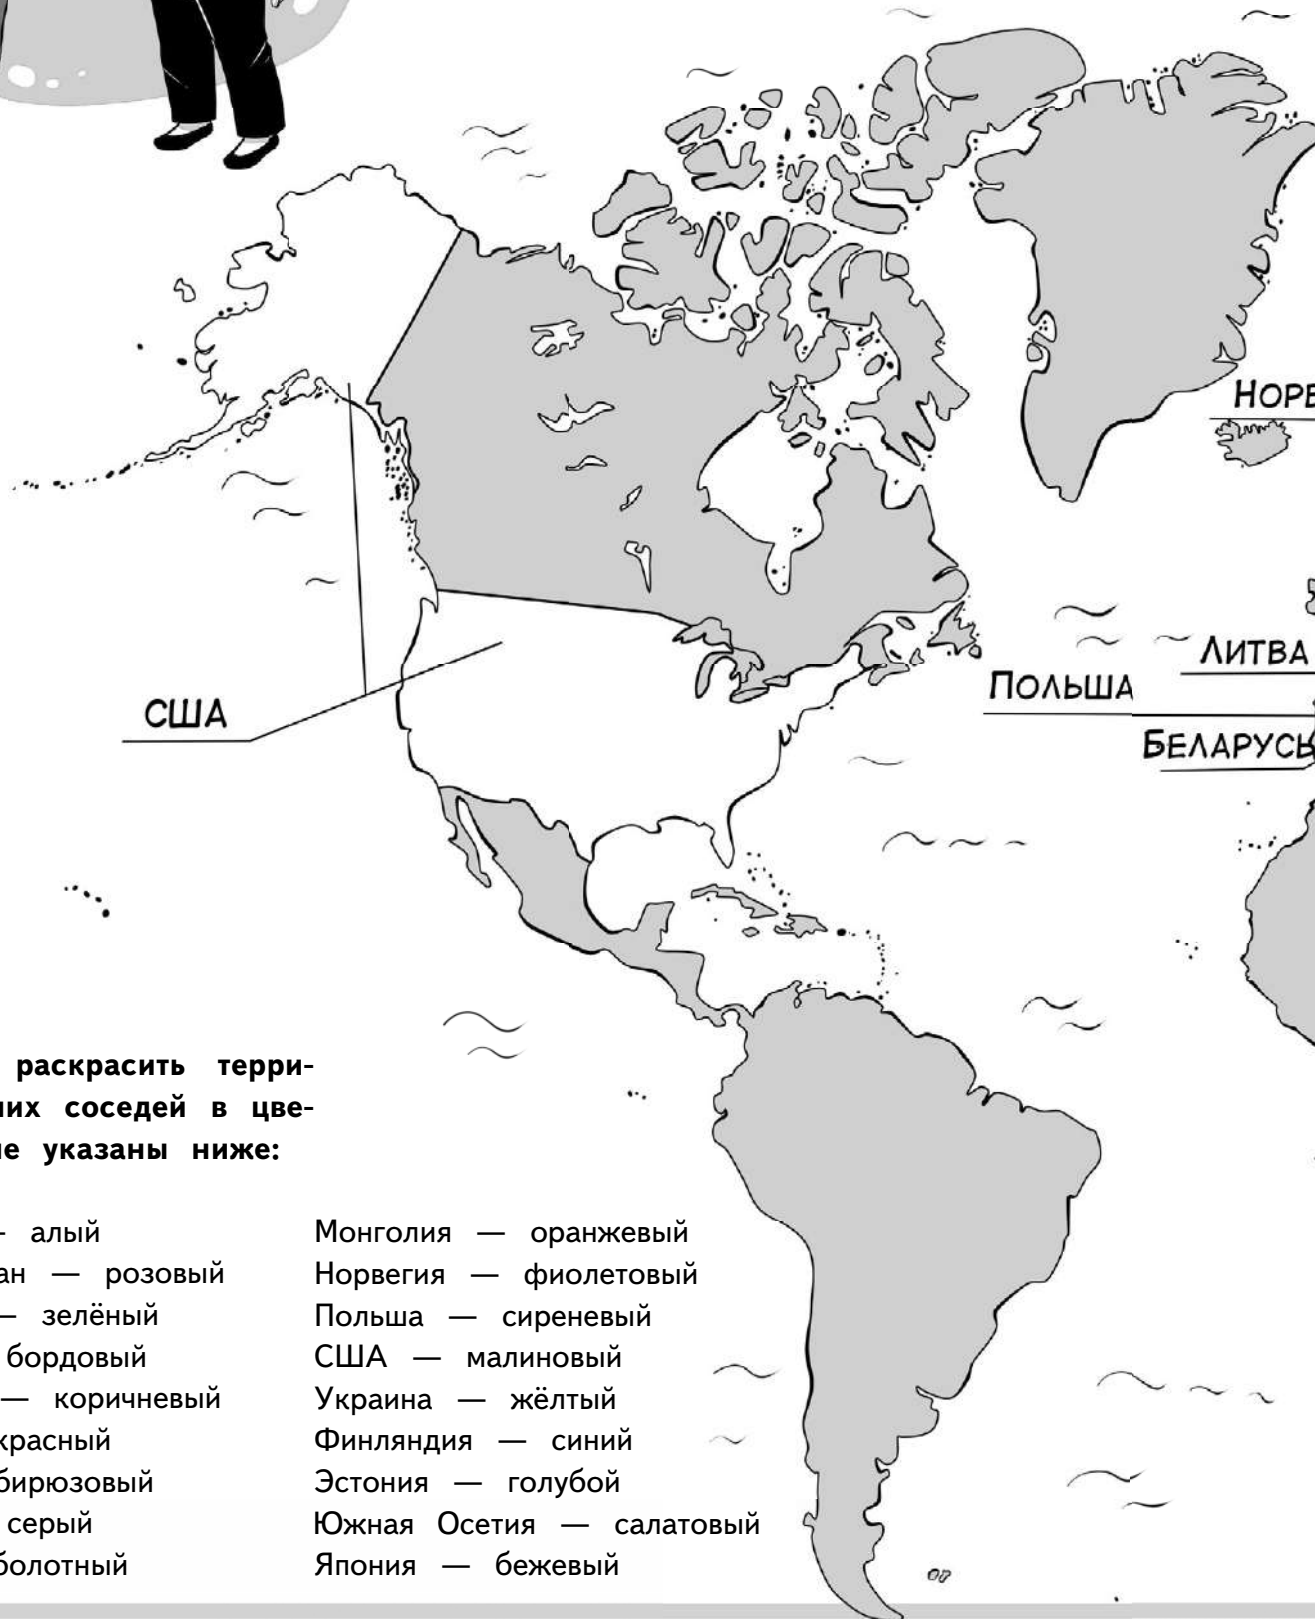 НОРВ
ЛИТВА
ПОЛЬША
БЕЛАРУСЬ
США
раскрасить терри-
них соседей в цве-
ие указаны ниже:
— алый
ан — розовый
— зелёный
бордовый
— коричневый
красный
бирюзовый
серый
болотный
Монголия — оранжевый
Норвегия — фиолетовый
Польша — сиреневый
США — малиновый
Украина — жёлтый
Финляндия — синий
Эстония — голубой
Южная Осетия — салатовый
Япония — бежевый